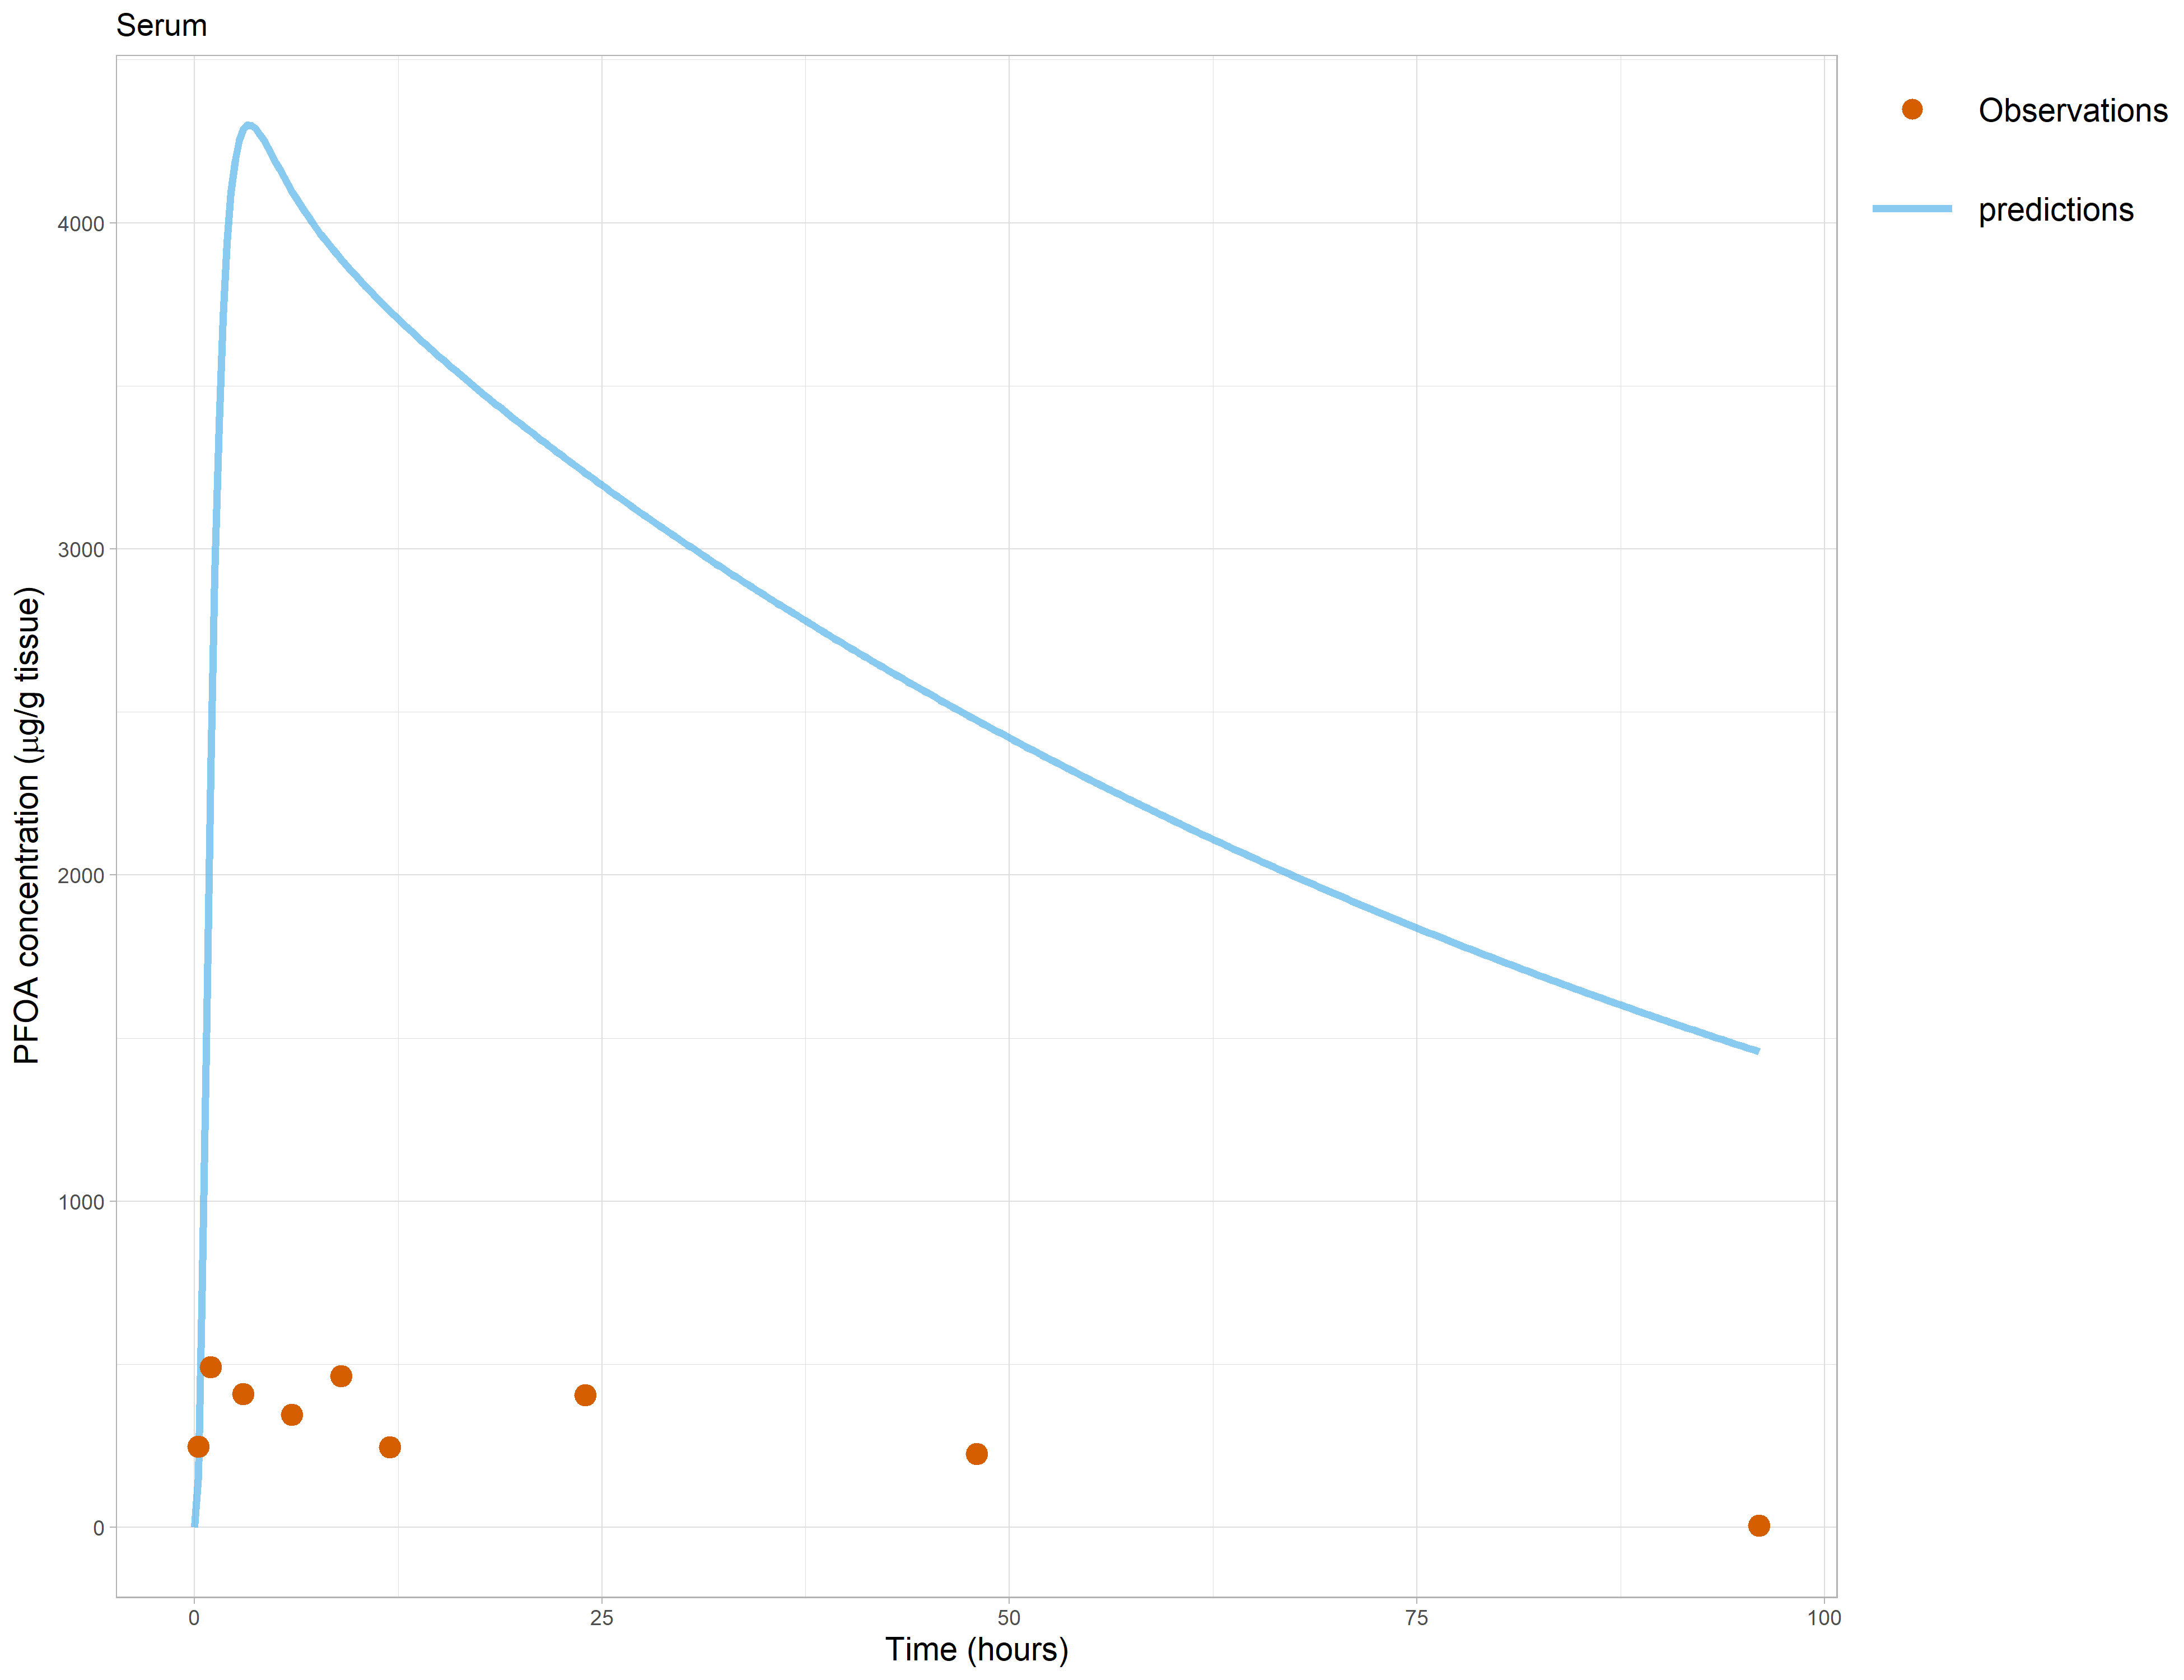 Serum
Observations
predictions
PFOA concentration (μg/g tissue)
4000
3000
2000
1000
0
0 25 50 75 100
Time (hours)